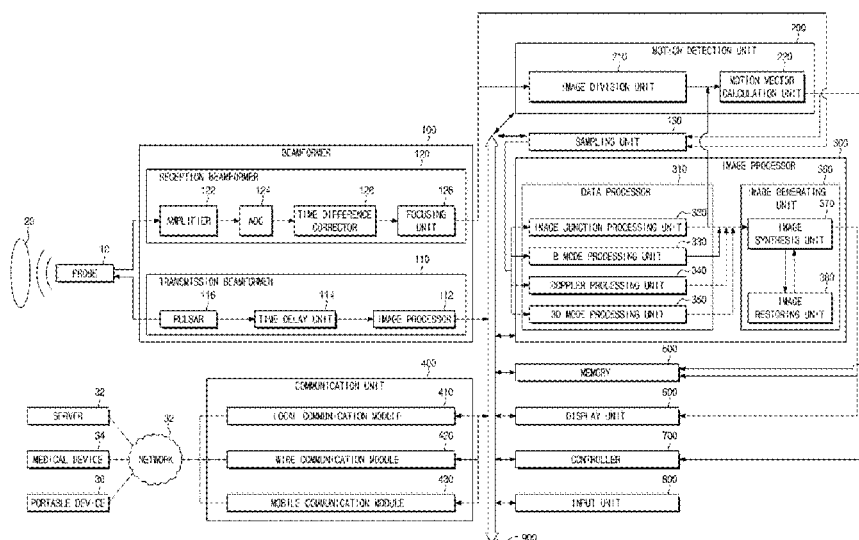 200
MOTION DETECTION UNIT
210
220
IMAGE DIVISION UNIT
MOTION VECTOR
CALCULATION UNIT
130
SAMPLING UNIT
300
IMAGE PROCESSOR
310
DATA PROCESSOR
320
IMAGE JUNCTION PROCESSING UNIT
330
B MODE PROCESSING UNIT
340
DOPPLER PROCESSING UNIT
350
3D MODE PROCESSING UNIT
360
IMAGE GENERATING
UNIT
370
IMAGE
SYNTHESIS UNIT
380
IMAGE
RESTORING UNIT
100
BEAMFORMER
120
RECEPTION BEAMFORMER
122
124
126
128
AMPLIFIER
ADC
TIME DIFFERENCE
CORRECTOR
FOCUSING
UNIT
20
10
PROBE
110
TRANSMISSION BEAMFORMER
116
114
112
PULSAR
TIME DELAY UNIT
IMAGE PROCESSOR
400
COMMUNICATION UNIT
410
LOCAL COMMUNICATION MODULE
420
WIRE COMMUNICATION MODULE
430
MOBILE COMMUNICATION MODULE
32
SERVER
34
MEDICAL DEVICE
36
PORTABLE DEVICE
32
NETWORK
500
MEMORY
600
DISPLAY UNIT
700
CONTROLLER
800
INPUT UNIT
900